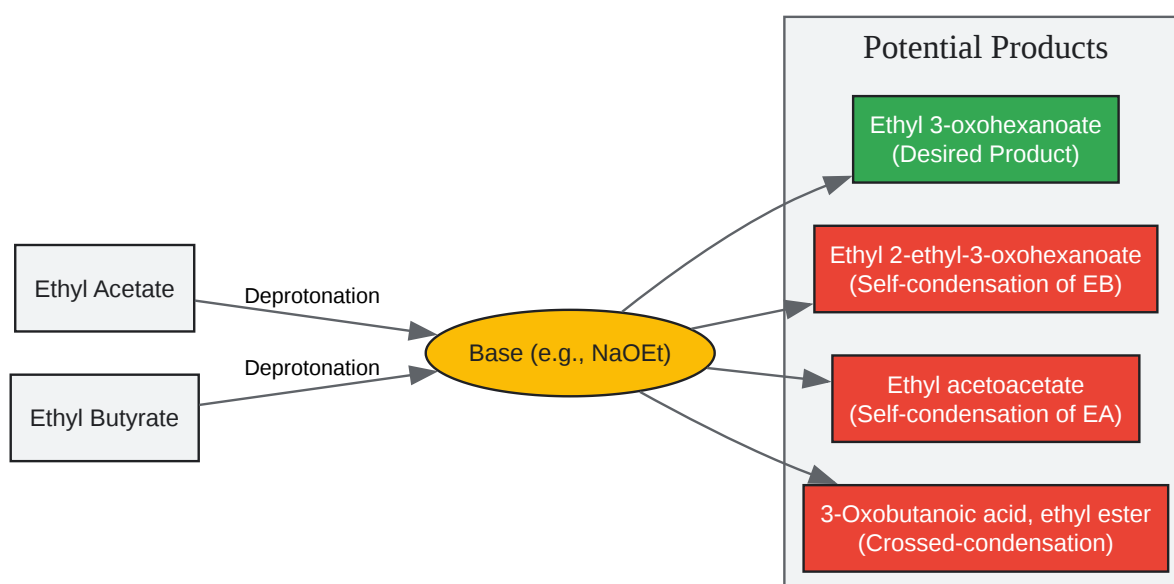 Potential Products
Ethyl 3-oxohexanoate
(Desired Product)
Ethyl Acetate
Deprotonation
Ethyl 2-ethyl-3-oxohexanoate
(Self-condensation of EB)
Base (e.g., NaOEt)
Ethyl Butyrate
Deprotonation
Ethyl acetoacetate
(Self-condensation of EA)
3-Oxobutanoic acid, ethyl ester
(Crossed-condensation)